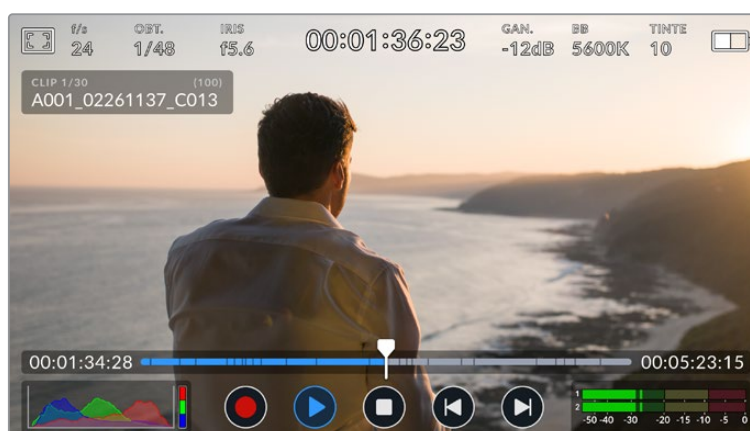 f/s OBT. IRIS 00:01:36:23 GAN. BB TINTE
24 1/48 f5.6 -12dB 5600K 10
CLIP 1/30 (100)
A001_02261137_C013
00:01:34:28 00:05:23:15
1
2
-50 -40 -30 -20 -15 -10 -5 0